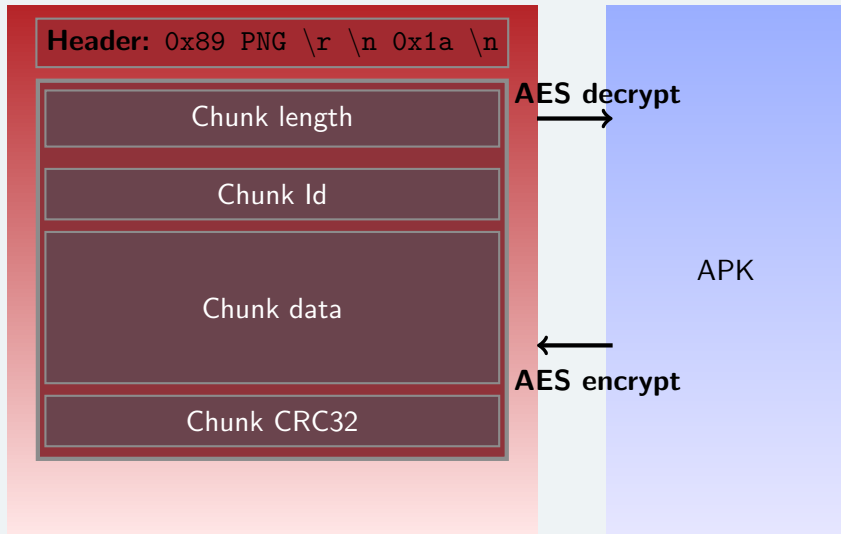 Header: 0x89 PNG \r \n 0x1a \n
AES decrypt
Chunk length
Chunk Id
APK
Chunk data
AES encrypt
Chunk CRC32